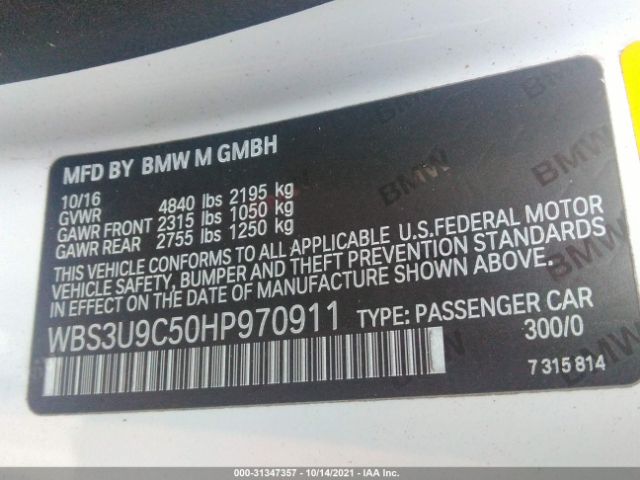 MFD BY BMW M GMBH
10/16
GVWR 4840 lbs 2195 kg
GAWR FRONT 2315 lbs 1050 kg
GAWR REAR 2755 lbs 1250 kg
THIS VEHICLE CONFORMS TO ALL APPLICABLE U.S.FEDERAL MOTOR
VEHICLE SAFETY, BUMPER AND THEFT PREVENTION STANDARDS
IN EFFECT ON THE DATE OF MANUFACTURE SHOWN ABOVE.
WBS3U9C50HP970911 TYPE: PASSENGER CAR
300/0
7 315 814
BMW
BMW
BMW
BMW
BMW
000-31347357 - 10/14/2021 - IAA Inc.